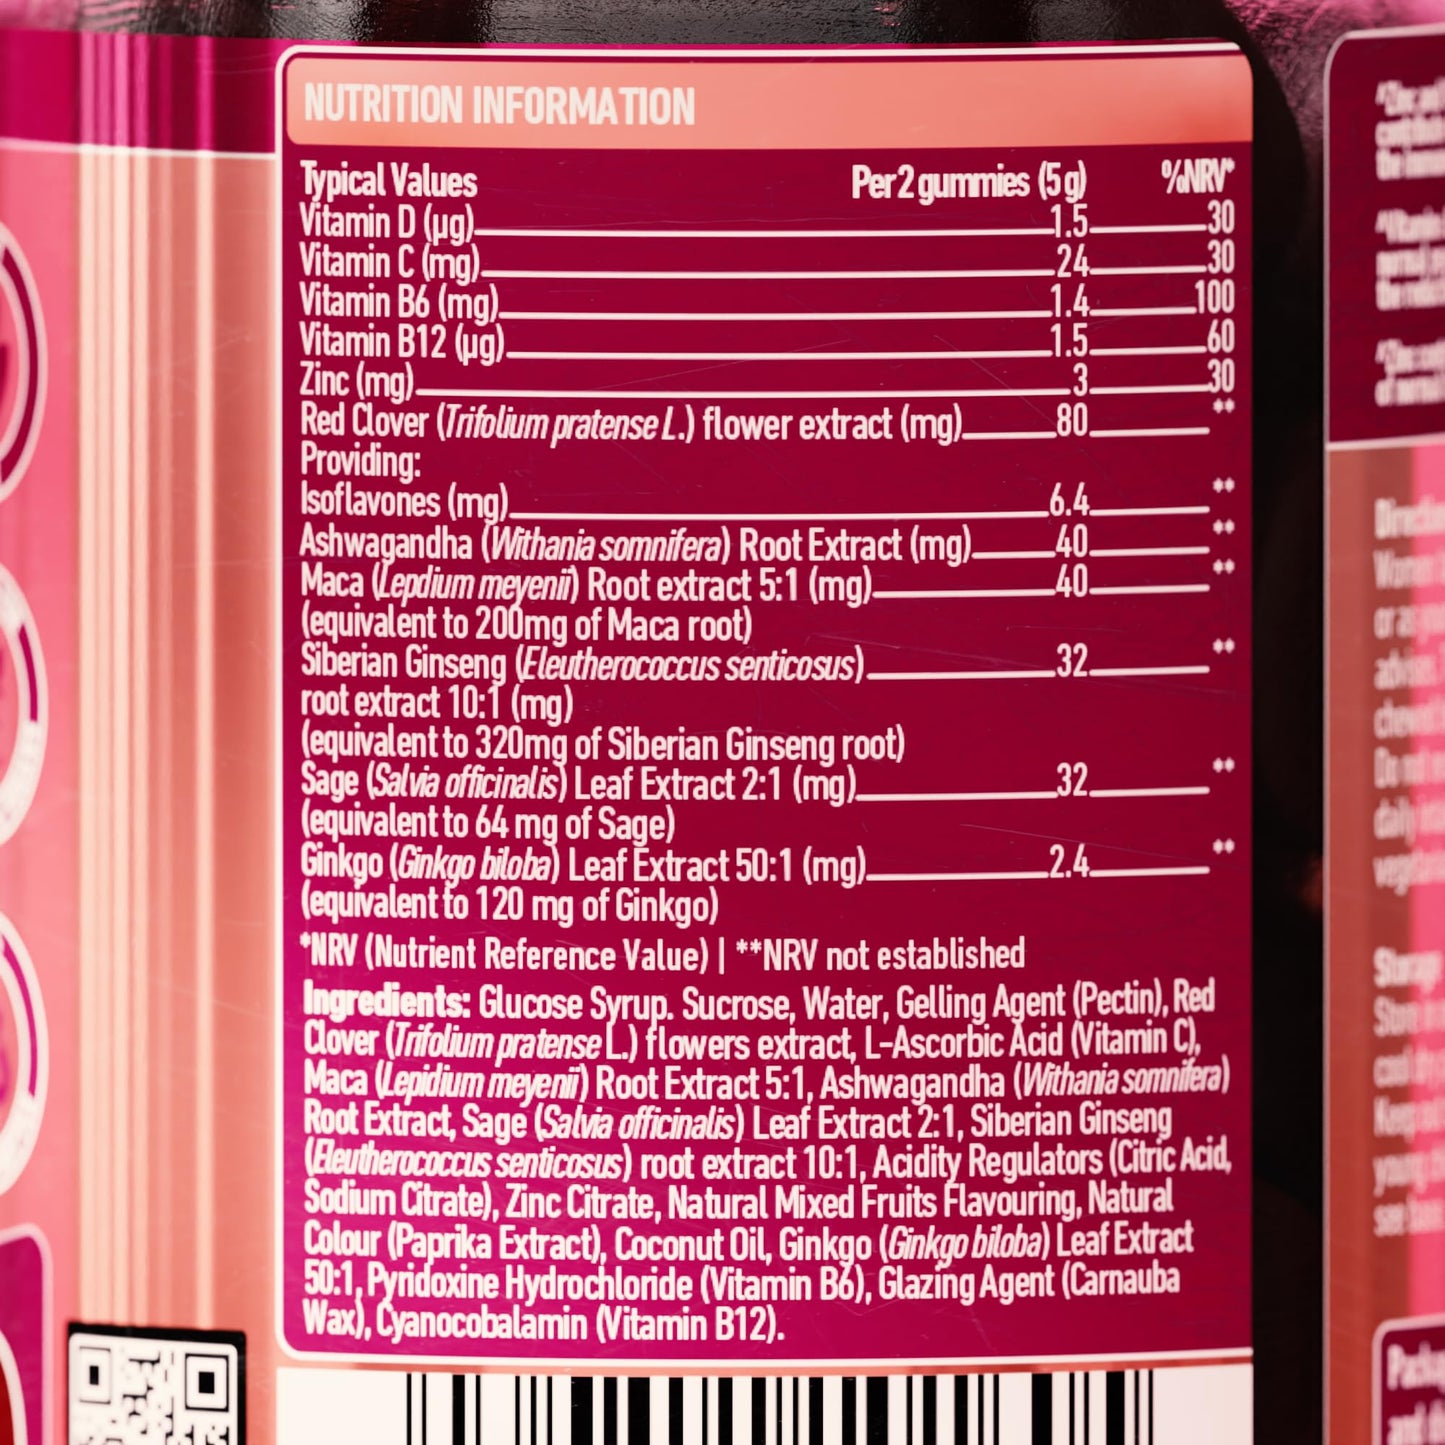 NUTRITION INFORMATION
Typical Values Per 2 gummies (5g) %NRV*
Vitamin D (µg) 1.5 30
Vitamin C (mg) 24 30
Vitamin B6 (mg) 1.4 100
Vitamin B12 (µg) 1.5 60
Zinc (mg) 3 30
Red Clover (Trifolium pratense L.) flower extract (mg) 80 **
Providing:
Isoflavones (mg) 6.4 **
Ashwagandha (Withania somnifera) Root Extract (mg) 40 **
Maca (Lepdium meyenii) Root extract 5:1 (mg) 40 **
(equivalent to 200mg of Maca root)
Siberian Ginseng (Eleutherococcus senticosus) 32 **
root extract 10:1 (mg)
(equivalent to 320mg of Siberian Ginseng root)
Sage (Salvia officinalis) Leaf Extract 2:1 (mg) 32 **
(equivalent to 64 mg of Sage)
Ginkgo (Ginkgo biloba) Leaf Extract 50:1 (mg) 2.4 **
(equivalent to 120 mg of Ginkgo)
*NRV (Nutrient Reference Value) | **NRV not established
Ingredients: Glucose Syrup. Sucrose, Water, Gelling Agent (Pectin), Red
Clover (Trifolium pratense L.) flowers extract, L-Ascorbic Acid (Vitamin C),
Maca (Lepidium meyenii) Root Extract 5:1, Ashwagandha (Withania somnifera)
Root Extract, Sage (Salvia officinalis) Leaf Extract 2:1, Siberian Ginseng
(Eleutherococcus senticosus) root extract 10:1, Acidity Regulators (Citric Acid,
Sodium Citrate), Zinc Citrate, Natural Mixed Fruits Flavouring, Natural
Colour (Paprika Extract), Coconut Oil, Ginkgo (Ginkgo biloba) Leaf Extract
50:1, Pyridoxine Hydrochloride (Vitamin B6), Glazing Agent (Carnauba
Wax), Cyanocobalamin (Vitamin B12).
Storage